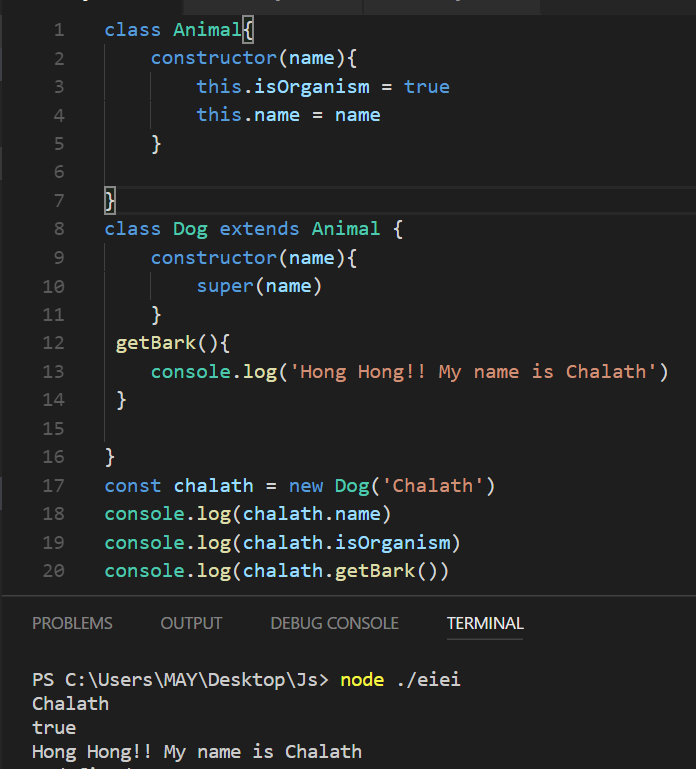 1 class Animal{
2 constructor(name){
3 this.isOrganism = true
4 this.name = name
5 }
6
7 }
8 class Dog extends Animal {
9 constructor(name){
10 super(name)
11 }
12 getBark(){
13 console.log('Hong Hong!! My name is Chalath')
14 }
15
16 }
17 const chalath = new Dog('Chalath')
18 console.log(chalath.name)
19 console.log(chalath.isOrganism)
20 console.log(chalath.getBark())
PROBLEMS OUTPUT DEBUG CONSOLE TERMINAL
PS C:\Users\MAY\Desktop\Js> node ./eiei
Chalath
true
Hong Hong!! My name is Chalath